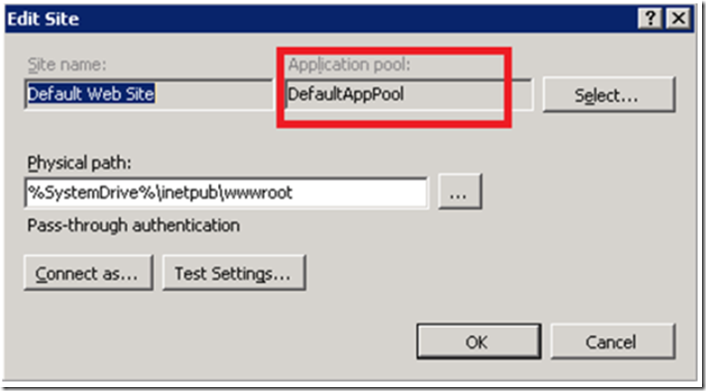 Edit Site
Site name:
Application pool:
Default Web Site
DefaultAppPool
Select...
Physical path:
%SystemDrive%\inetpub\wwwroot
...
Pass-through authentication
Connect as...
Test Settings...
OK
Cancel